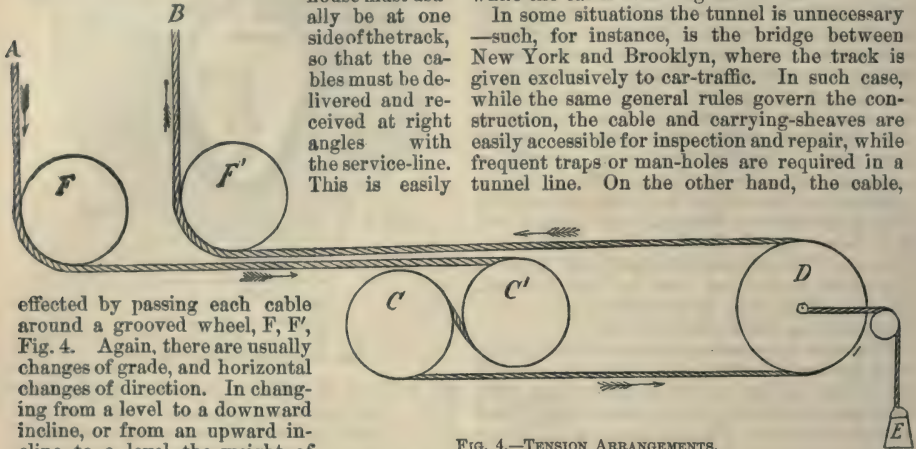 B
A
house must usu-
ally be at one
sideofthetrack,
so that the ca-
bles must be de-
livered and re-
ceived at right
angles with
the service-line.
This is easily
F
F'
effected by passing each cable
around a grooved wheel, F, F',
Fig. 4. Again, there are usually
changes of grade, and horizontal
changes of direction. In chang-
ing from a level to a downward
incline, or from an upward in-
cline to a level the weight of
In some situations the tunnel is unnecessary
—such, for instance, is the bridge between
New York and Brooklyn, where the track is
given exclusively to car-traffic. In such case,
while the same general rules govern the con-
struction, the cable and carrying-sheaves are
easily accessible for inspection and repair, while
frequent traps or man-holes are required in a
tunnel line. On the other hand, the cable,
C
C'
D
E
FIG. 4.—TENSION ARRANGEMENTS.